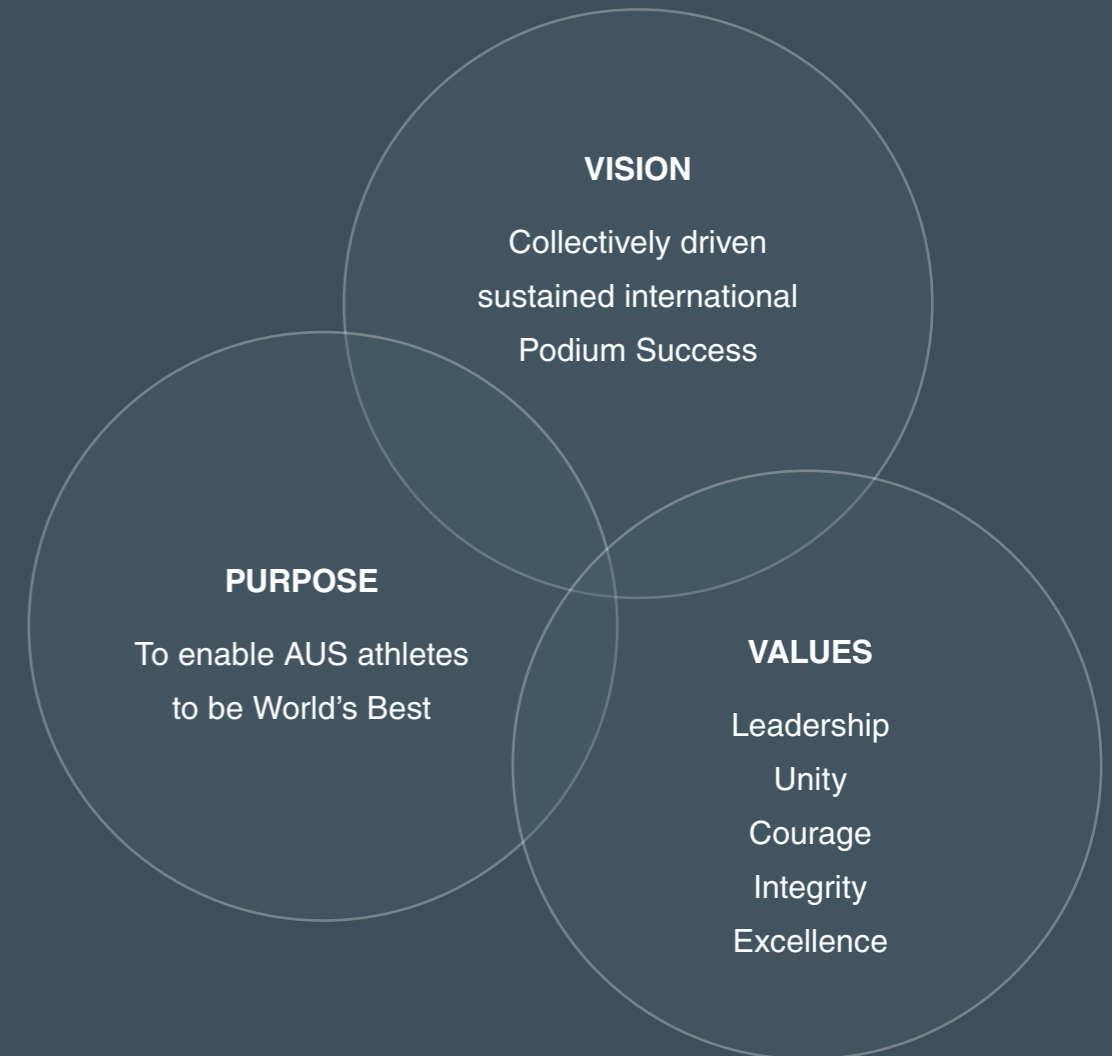 VISION
Collectively driven
sustained international
Podium Success
PURPOSE
To enable AUS athletes
to be World’s Best
VALUES
Leadership
Unity
Courage
Integrity
Excellence